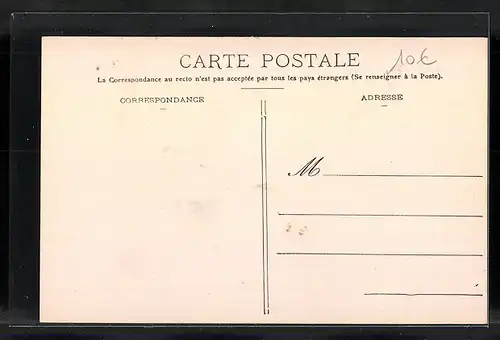 CARTE POSTALE
10€
La Correspondance au recto n'est pas acceptée par tous les pays étrangers (Se renseigner à la Poste).
CORRESPONDANCE
ADRESSE
M